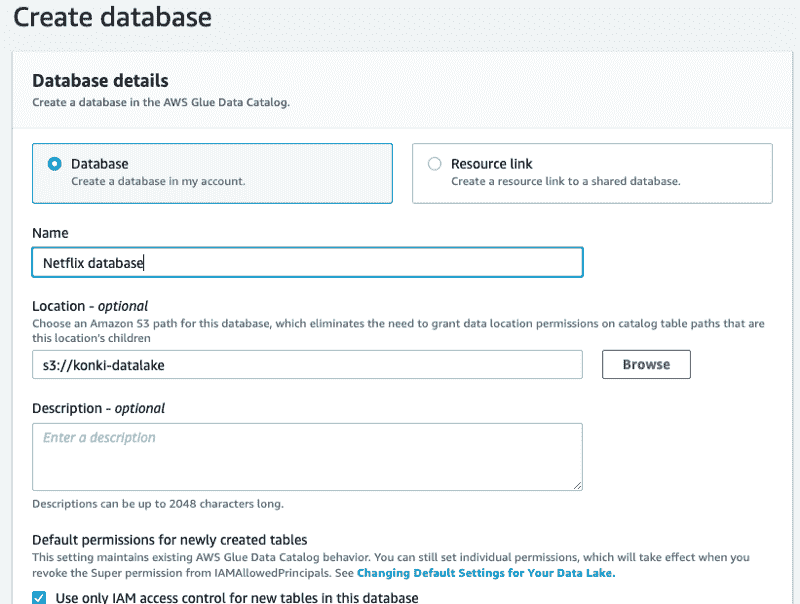 Create database
Database details
Create a database in the AWS Glue Data Catalog.
Database
Create a database in my account.
Resource link
Create a resource link to a shared database.
Name
Netflix database
Location - optional
Choose an Amazon S3 path for this database, which eliminates the need to grant data location permissions on catalog table paths that are
this location's children
s3://konki-datalake
Browse
Description - optional
Enter a description
Descriptions can be up to 2048 characters long.
Default permissions for newly created tables
This setting maintains existing AWS Glue Data Catalog behavior. You can still set individual permissions, which will take effect when you
revoke the Super permission from IAMAllowedPrincipals. See Changing Default Settings for Your Data Lake.
Use only IAM access control for new tables in this database